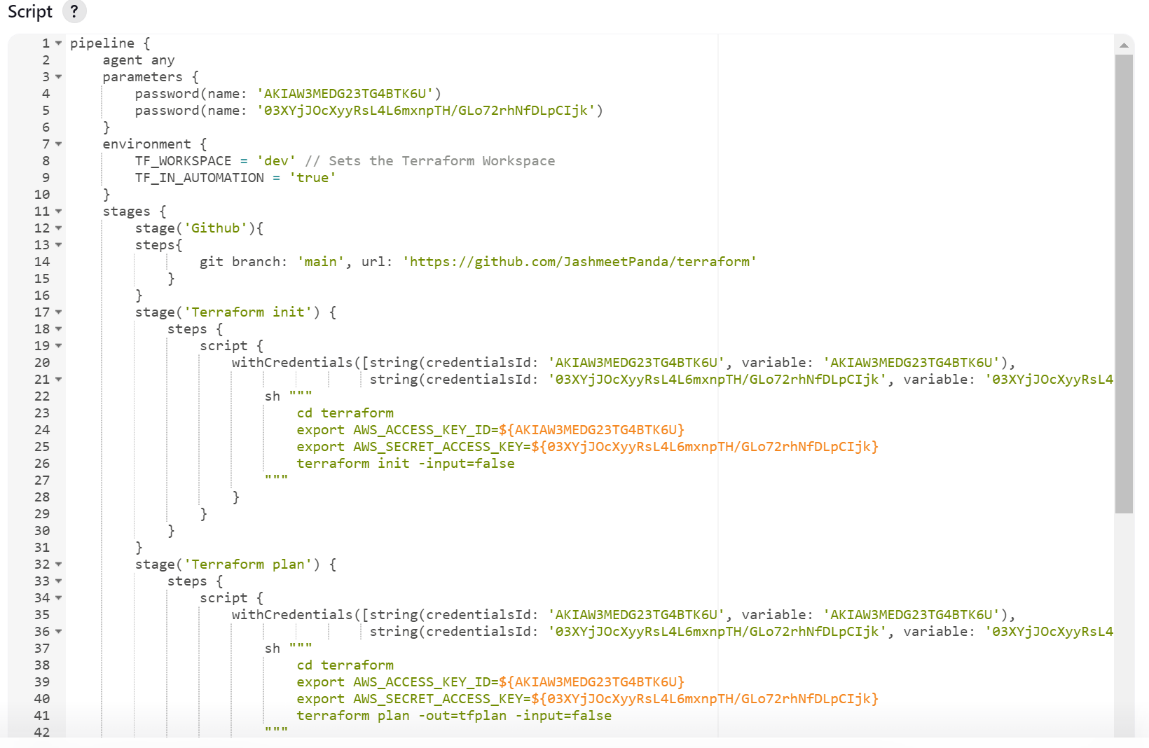 Script ?
1 pipeline {
2 agent any
3 parameters {
4 password(name: 'AKIAW3MEDG23TG4BTK6U')
5 password(name: '03XYjJOcXyyRsL4L6mxnpTH/GLo72rhNfDLpCIjk')
6 }
7 environment {
8 TF_WORKSPACE = 'dev' // Sets the Terraform Workspace
9 TF_IN_AUTOMATION = 'true'
10 }
11 stages {
12 stage('Github'){
13 steps{
14 git branch: 'main', url: 'https://github.com/JashmeetPanda/terraform'
15 }
16 }
17 stage('Terraform init') {
18 steps {
19 script {
20 withCredentials([string(credentialsId: 'AKIAW3MEDG23TG4BTK6U', variable: 'AKIAW3MEDG23TG4BTK6U'),
21 string(credentialsId: '03XYjJOcXyyRsL4L6mxnpTH/GLo72rhNfDLpCIjk', variable: '03XYjJOcXyyRsL4
22 sh """
23 cd terraform
24 export AWS_ACCESS_KEY_ID=${AKIAW3MEDG23TG4BTK6U}
25 export AWS_SECRET_ACCESS_KEY=${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}
26 terraform init -input=false
27 """
28 }
29 }
30 }
31 }
32 stage('Terraform plan') {
33 steps {
34 script {
35 withCredentials([string(credentialsId: 'AKIAW3MEDG23TG4BTK6U', variable: 'AKIAW3MEDG23TG4BTK6U'),
36 string(credentialsId: '03XYjJOcXyyRsL4L6mxnpTH/GLo72rhNfDLpCIjk', variable: '03XYjJOcXyyRsL4
37 sh """
38 cd terraform
39 export AWS_ACCESS_KEY_ID=${AKIAW3MEDG23TG4BTK6U}
40 export AWS_SECRET_ACCESS_KEY=${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}
41 terraform plan -out=tfplan -input=false
42 """